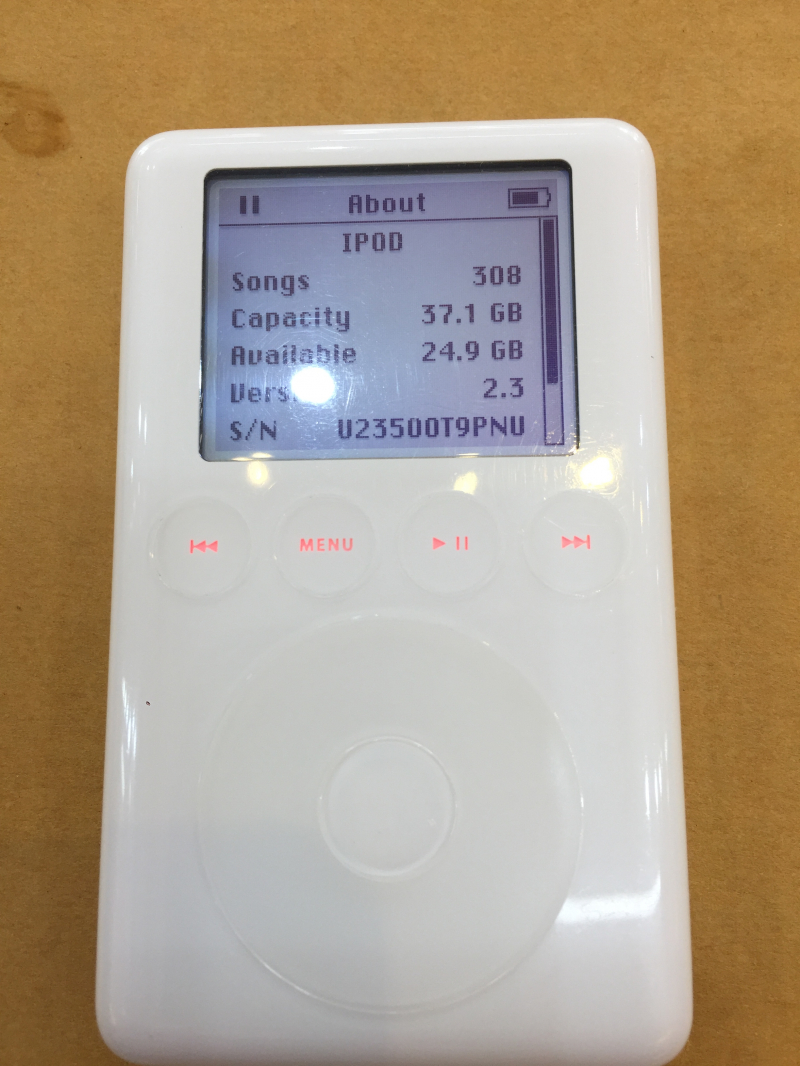 About
IPOD
Songs 308
Capacity 37.1 GB
Available 24.9 GB
2.3
S/N U23500T9PNU
MENU